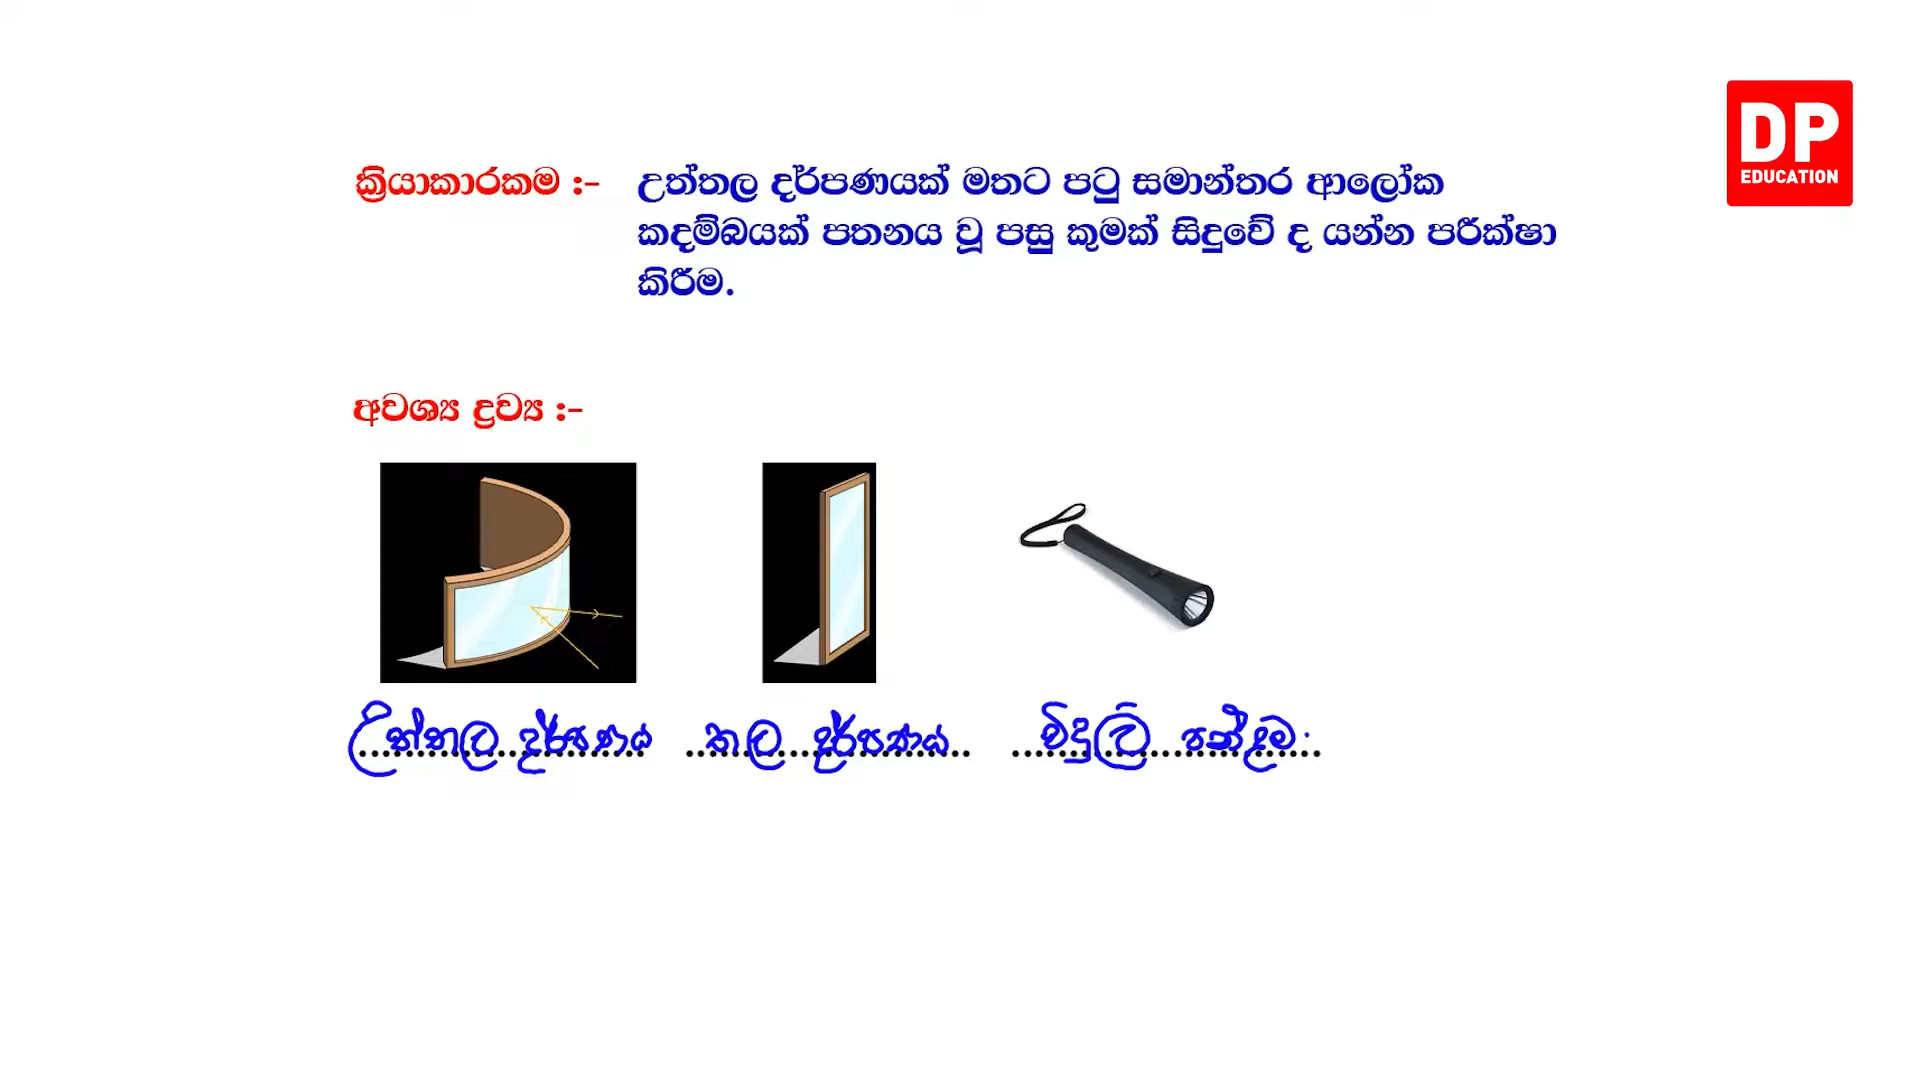 DP
EDUCATION
ක්‍රියාකාරකම :- උත්තල දර්පණයක් මතට පටු සමාන්තර ආලෝක
කදම්බයක් පතනය වූ පසු කුමක් සිදුවේ ද යන්න පරීක්ෂා
කිරීම.
අවශ්‍ය ද්‍රව්‍ය :-
උත්තල දර්පණය තල දර්පණය විදුලි පන්දම.